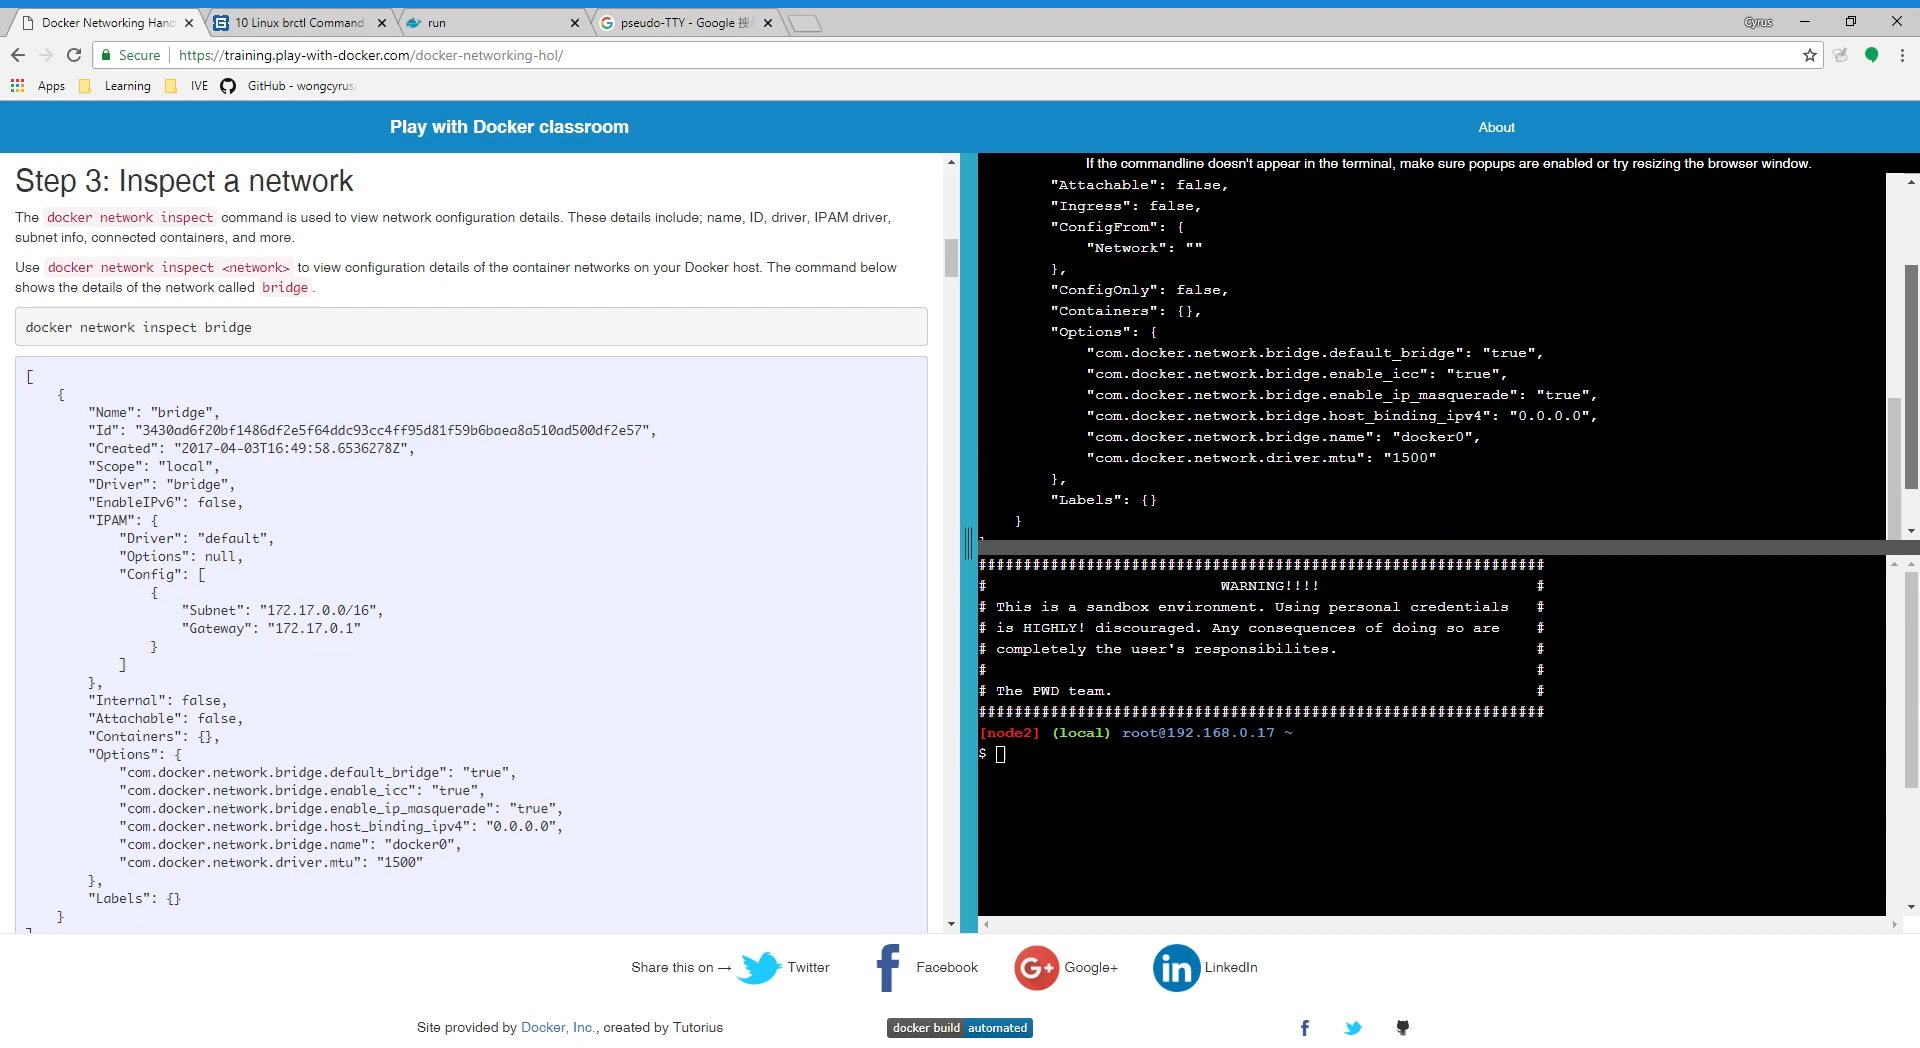 Docker Networking Hand
10 Linux brctl Command
run
pseudo-TTY - Google 搜
Cyrus
Secure
https://training.play-with-docker.com/docker-networking-hol/
Apps
Learning
IVE
GitHub - wongcyrus
Play with Docker classroom
About
Step 3: Inspect a network
The docker network inspect command is used to view network configuration details. These details include; name, ID, driver, IPAM driver,
subnet info, connected containers, and more.
Use docker network inspect <network> to view configuration details of the container networks on your Docker host. The command below
shows the details of the network called bridge .
docker network inspect bridge
[
{
"Name": "bridge",
"Id": "3430ad6f20bf1486df2e5f64ddc93cc4ff95d81f59b6baea8a510ad500df2e57",
"Created": "2017-04-03T16:49:58.6536278Z",
"Scope": "local",
"Driver": "bridge",
"EnableIPv6": false,
"IPAM": {
"Driver": "default",
"Options": null,
"Config": [
{
"Subnet": "172.17.0.0/16",
"Gateway": "172.17.0.1"
}
]
},
"Internal": false,
"Attachable": false,
"Containers": {},
"Options": {
"com.docker.network.bridge.default_bridge": "true",
"com.docker.network.bridge.enable_icc": "true",
"com.docker.network.bridge.enable_ip_masquerade": "true",
"com.docker.network.bridge.host_binding_ipv4": "0.0.0.0",
"com.docker.network.bridge.name": "docker0",
"com.docker.network.driver.mtu": "1500"
},
"Labels": {}
}
If the commandline doesn't appear in the terminal, make sure popups are enabled or try resizing the browser window.
"Attachable": false,
"Ingress": false,
"ConfigFrom": {
"Network": ""
},
"ConfigOnly": false,
"Containers": {},
"Options": {
"com.docker.network.bridge.default_bridge": "true",
"com.docker.network.bridge.enable_icc": "true",
"com.docker.network.bridge.enable_ip_masquerade": "true",
"com.docker.network.bridge.host_binding_ipv4": "0.0.0.0",
"com.docker.network.bridge.name": "docker0",
"com.docker.network.driver.mtu": "1500"
},
"Labels": {}
}
###############################################################
# WARNING!!!! #
# This is a sandbox environment. Using personal credentials #
# is HIGHLY! discouraged. Any consequences of doing so are #
# completely the user's responsibilites. #
# #
# The PWD team. #
###############################################################
[node2] (local) root@192.168.0.17 ~
$
Share this on → Twitter Facebook Google+ LinkedIn
Site provided by Docker, Inc., created by Tutorius
docker build automated